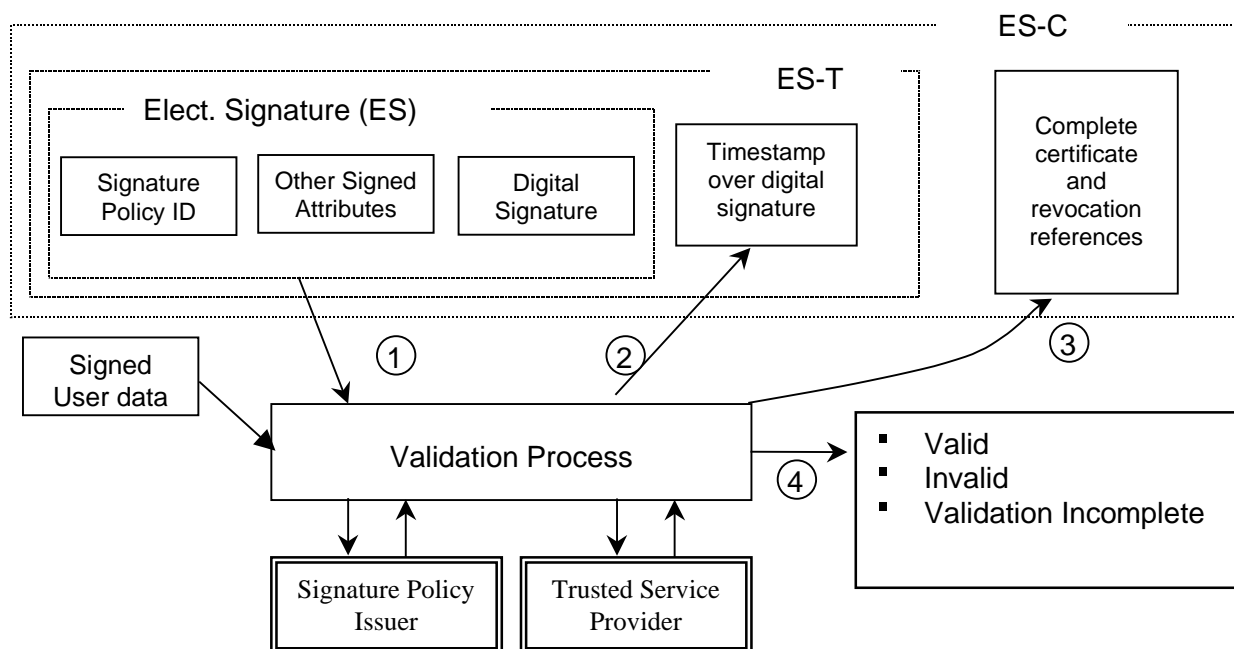 ES-C
ES-T
Elect. Signature (ES)
Signature
Policy ID
Other Signed
Attributes
Digital
Signature
Timestamp
over digital
signature
Complete
certificate
and
revocation
references
1
2
3
Signed
User data
Validation Process
4
▪ Valid
▪ Invalid
▪ Validation Incomplete
Signature Policy
Issuer
Trusted Service
Provider